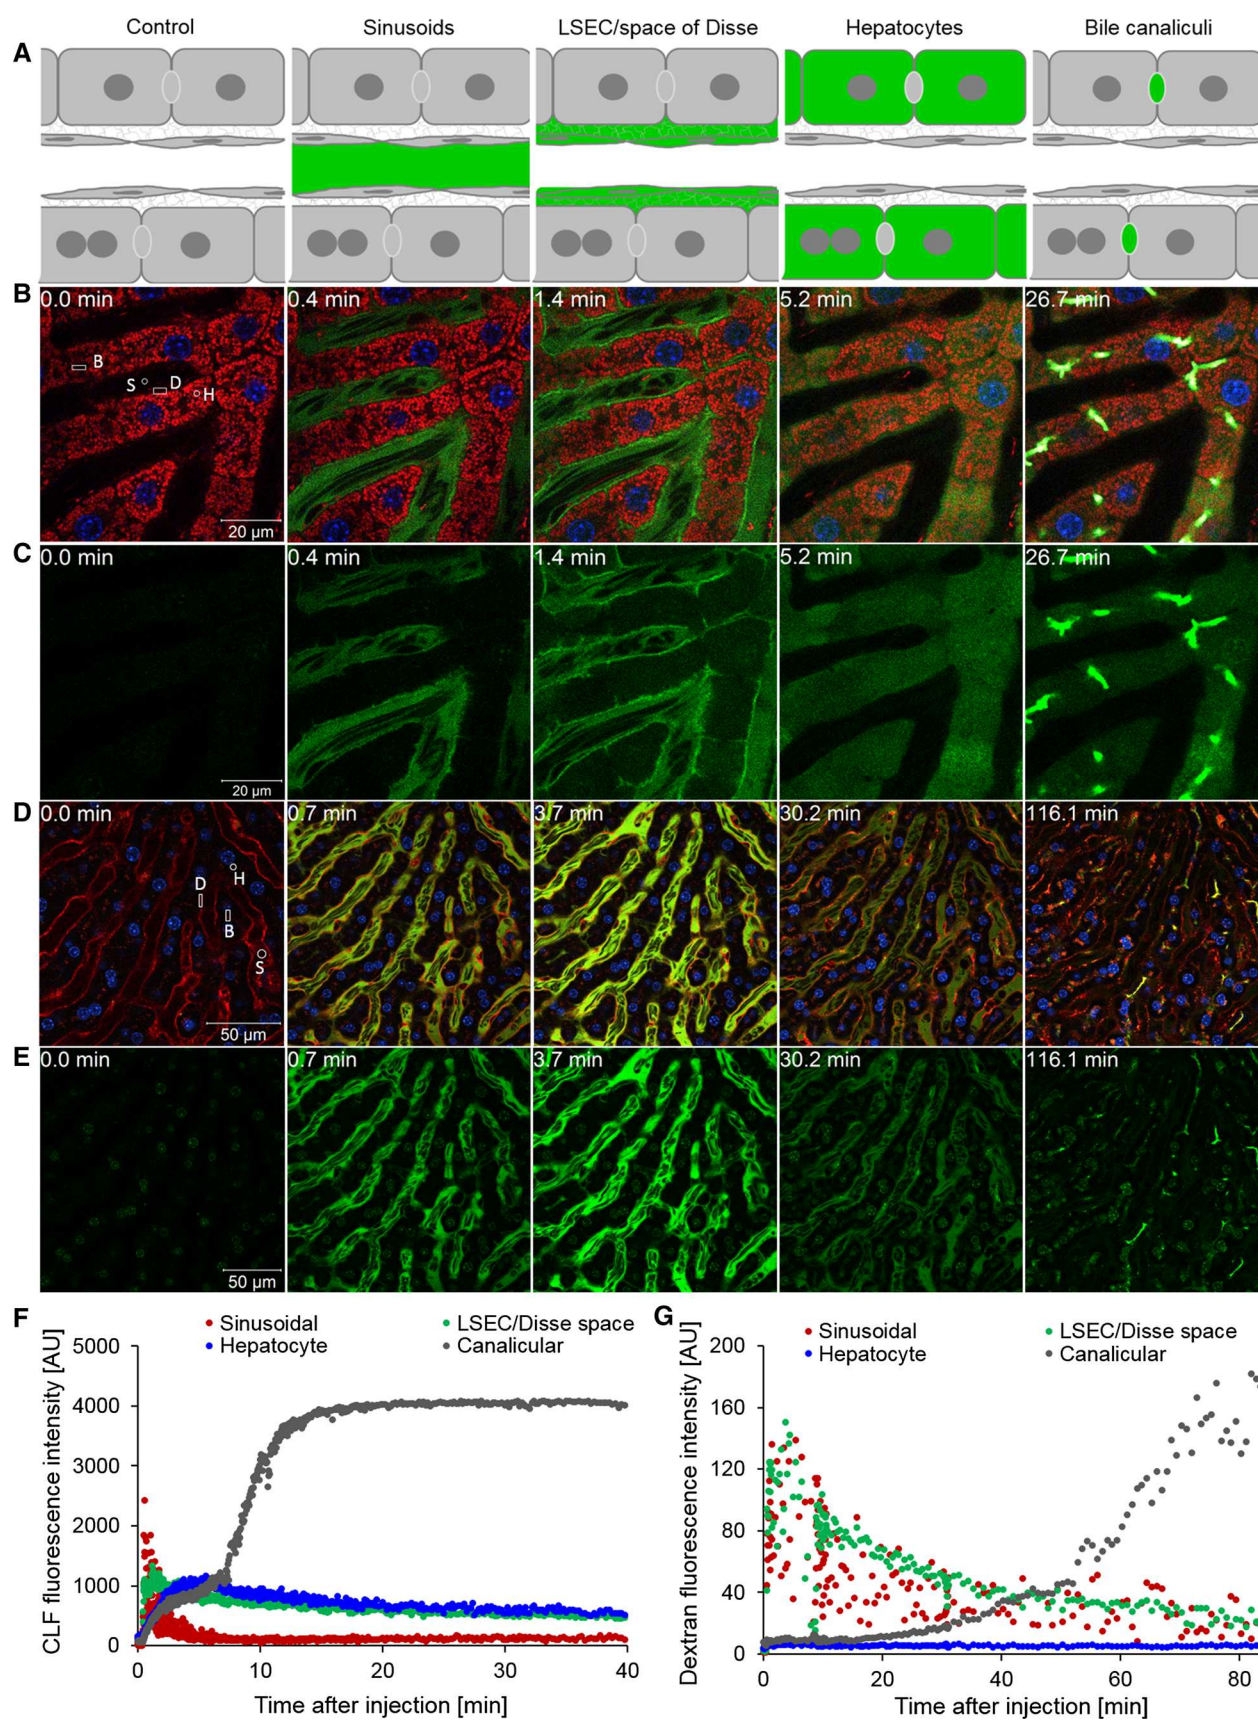 Control Sinusoids LSEC/space of Disse Hepatocytes Bile canaliculi
A
B 0.0 min 0.4 min 1.4 min 5.2 min 26.7 min
B
S D H
20 µm
C 0.0 min 0.4 min 1.4 min 5.2 min 26.7 min
20 µm
D 0.0 min 0.7 min 3.7 min 30.2 min 116.1 min
H
D
B
S
50 µm
E 0.0 min 0.7 min 3.7 min 30.2 min 116.1 min
50 µm
F
Sinusoidal LSEC/Disse space
Hepatocyte Canalicular
CLF fluorescence intensity [AU]
5000
4000
3000
2000
1000
0
0 10 20 30 40
Time after injection [min]
G
Sinusoidal LSEC/Disse space
Hepatocyte Canalicular
Dextran fluorescence intensity [AU]
200
160
120
80
40
0
0 20 40 60 80
Time after injection [min]